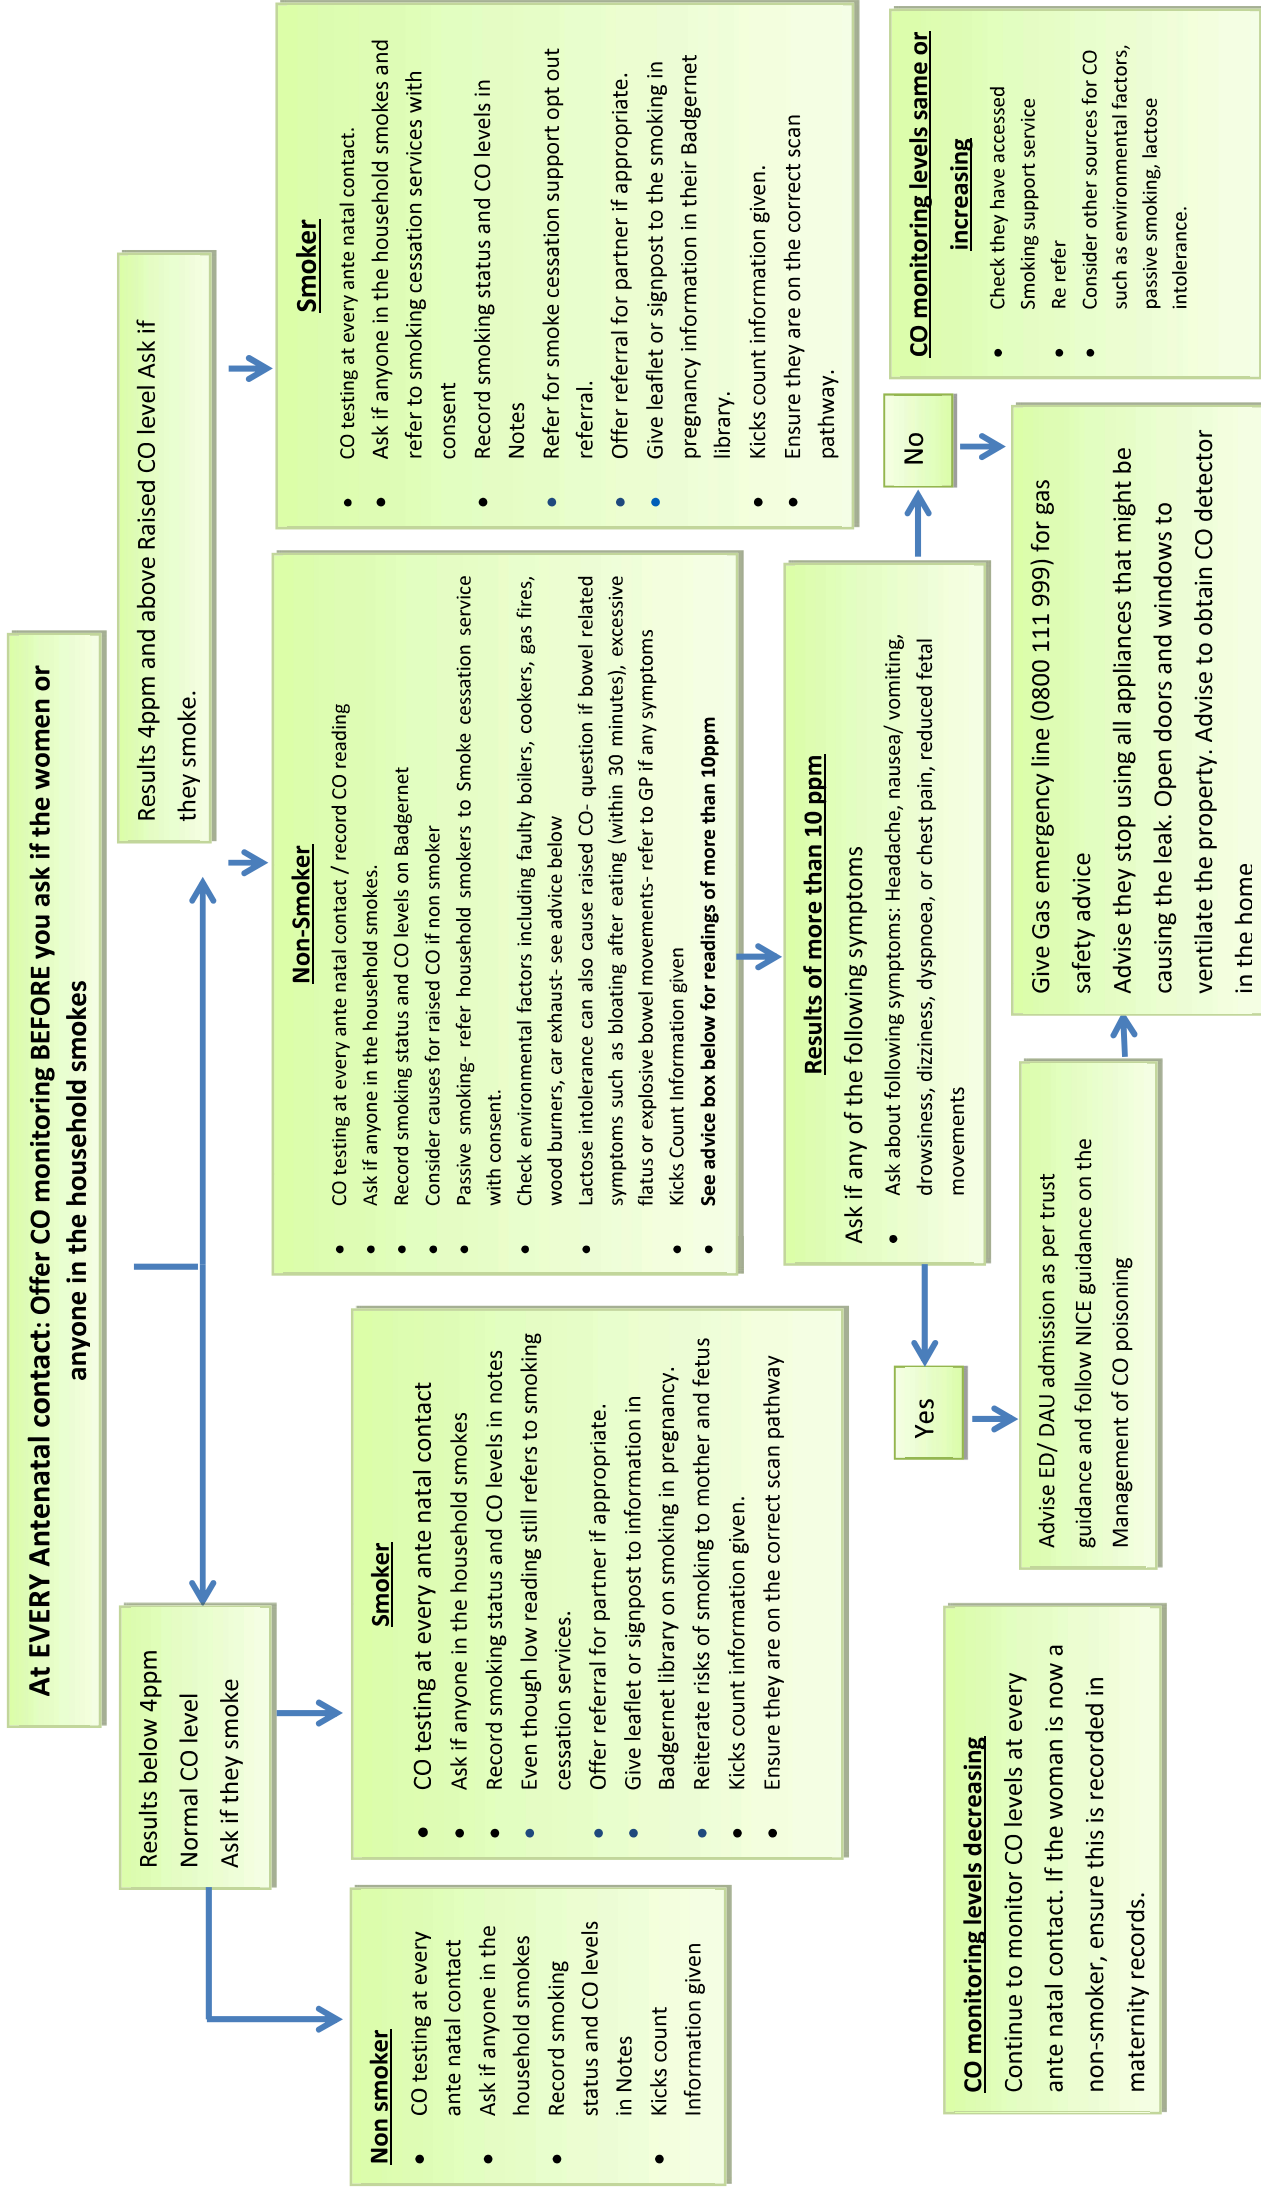 At EVERY Antenatal contact: Offer CO monitoring BEFORE you ask if the women or
anyone in the household smokes
Results below 4ppm
Normal CO level
Ask if they smoke
Results 4ppm and above Raised CO level Ask if
they smoke.
Non smoker
• CO testing at every
ante natal contact
• Ask if anyone in the
household smokes
• Record smoking
status and CO levels
in Notes
• Kicks count
Information given
Smoker
• CO testing at every ante natal contact
• Ask if anyone in the household smokes
• Record smoking status and CO levels in notes
• Even though low reading still refers to smoking
cessation services.
• Offer referral for partner if appropriate.
• Give leaflet or signpost to information in
Badgernet library on smoking in pregnancy.
• Reiterate risks of smoking to mother and fetus
• Kicks count information given.
• Ensure they are on the correct scan pathway
Non-Smoker
• CO testing at every ante natal contact / record CO reading
• Ask if anyone in the household smokes.
• Record smoking status and CO levels on Badgernet
• Consider causes for raised CO if non smoker
• Passive smoking- refer household smokers to Smoke cessation service
with consent.
• Check environmental factors including faulty boilers, cookers, gas fires,
wood burners, car exhaust- see advice below
• Lactose intolerance can also cause raised CO- question if bowel related
symptoms such as bloating after eating (within 30 minutes), excessive
flatus or explosive bowel movements- refer to GP if any symptoms
• Kicks Count Information given
• See advice box below for readings of more than 10ppm
Smoker
• CO testing at every ante natal contact.
• Ask if anyone in the household smokes and
refer to smoking cessation services with
consent
• Record smoking status and CO levels in
Notes
• Refer for smoke cessation support opt out
referral.
• Offer referral for partner if appropriate.
• Give leaflet or signpost to the smoking in
pregnancy information in their Badgernet
library.
• Kicks count information given.
• Ensure they are on the correct scan
pathway.
Results of more than 10 ppm
Ask if any of the following symptoms
• Ask about following symptoms: Headache, nausea/ vomiting,
drowsiness, dizziness, dyspnoea, or chest pain, reduced fetal
movements
Yes
No
Advise ED/ DAU admission as per trust
guidance and follow NICE guidance on the
Management of CO poisoning
Give Gas emergency line (0800 111 999) for gas
safety advice
Advise they stop using all appliances that might be
causing the leak. Open doors and windows to
ventilate the property. Advise to obtain CO detector
in the home
CO monitoring levels decreasing
Continue to monitor CO levels at every
ante natal contact. If the woman is now a
non-smoker, ensure this is recorded in
maternity records.
CO monitoring levels same or
increasing
• Check they have accessed
Smoking support service
• Re refer
• Consider other sources for CO
such as environmental factors,
passive smoking, lactose
intolerance.